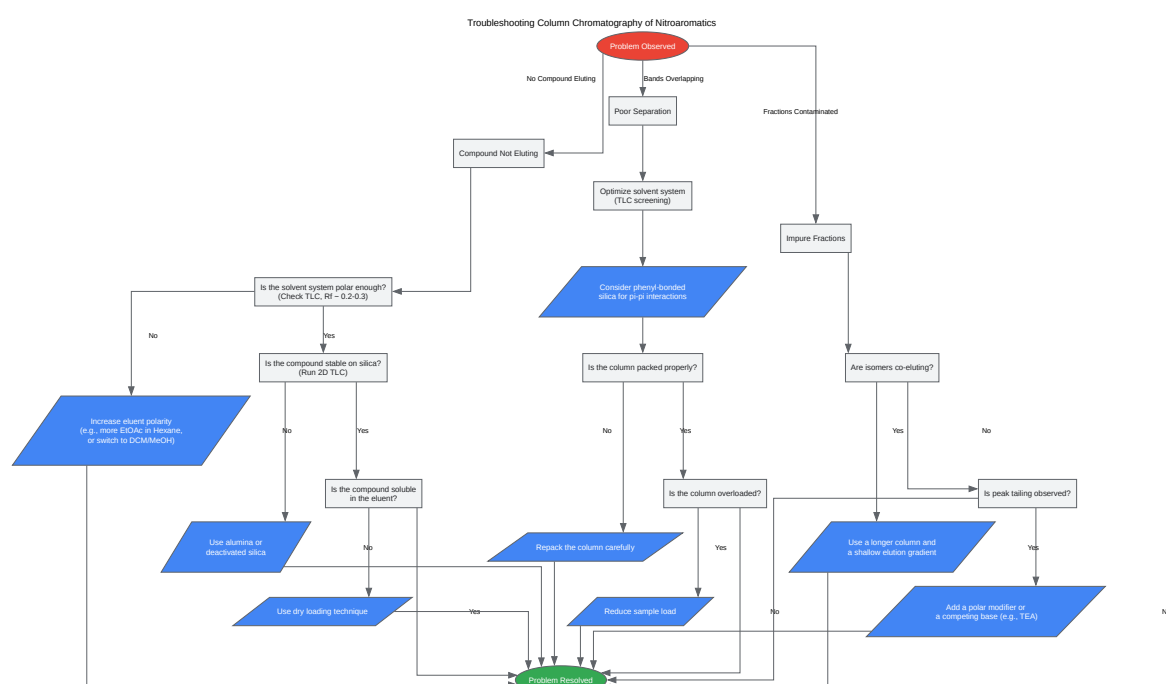 Troubleshooting Column Chromatography of Nitroaromatics
Problem Observed
No Compound Eluting
Bands Overlapping
Poor Separation
Fractions Contaminated
Compound Not Eluting
Optimize solvent system
(TLC screening)
Impure Fractions
Is the solvent system polar enough?
(Check TLC, Rf ~ 0.2-0.3)
Consider phenyl-bonded
silica for pi-pi interactions
No
Yes
Is the compound stable on silica?
(Run 2D TLC)
Is the column packed properly?
Are isomers co-eluting?
Increase eluent polarity
(e.g., more EtOAc in Hexane,
or switch to DCM/MeOH)
No
Yes
No
Yes
Yes
No
Is the compound soluble
in the eluent?
Is the column overloaded?
Is peak tailing observed?
Use alumina or
deactivated silica
No
Repack the column carefully
Yes
Use a longer column and
a shallow elution gradient
Yes
Use dry loading technique
Yes
Reduce sample load
No
Add a polar modifier or
a competing base (e.g., TEA)
N
Problem Resolved